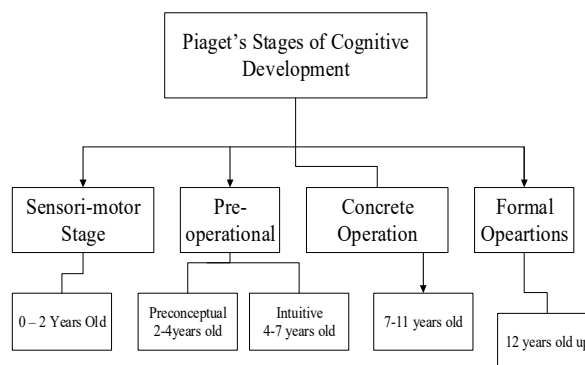 Piaget’s Stages of Cognitive
Development
Sensori-motor
Stage
Pre-
operational
Concrete
Operation
Formal
Opeartions
0 – 2 Years Old
Preconceptual
2-4years old
Intuitive
4-7 years old
7-11 years old
12 years old up